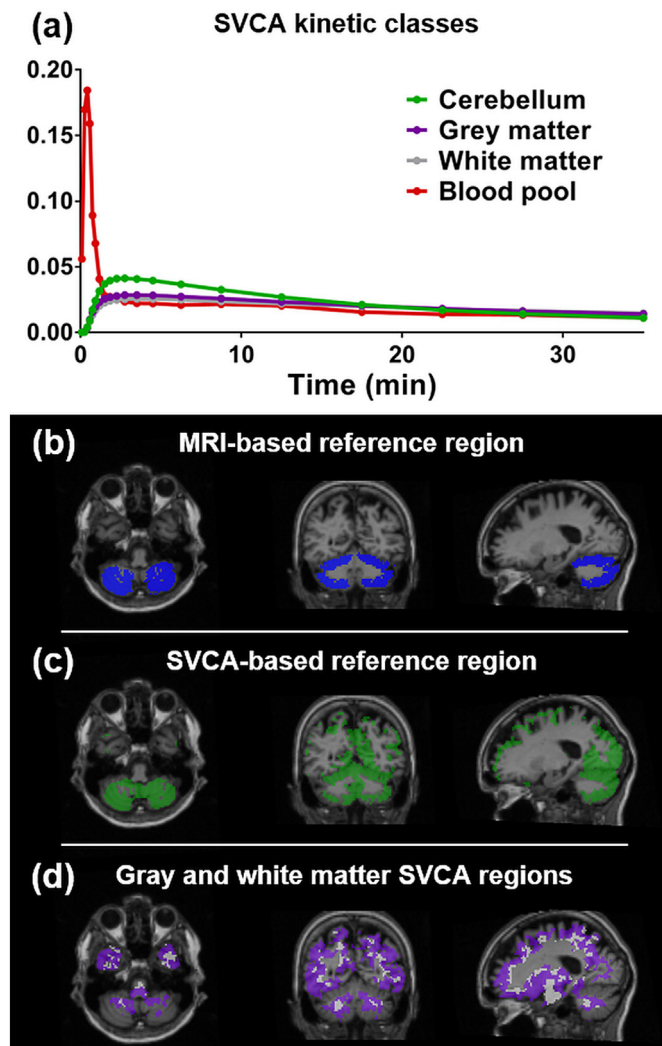 (a) SVCA kinetic classes
0.20
0.15
0.10
0.05
0.00
Cerebellum
Grey matter
White matter
Blood pool
0 10 20 30
Time (min)
(b) MRI-based reference region
(c) SVCA-based reference region
(d) Gray and white matter SVCA regions